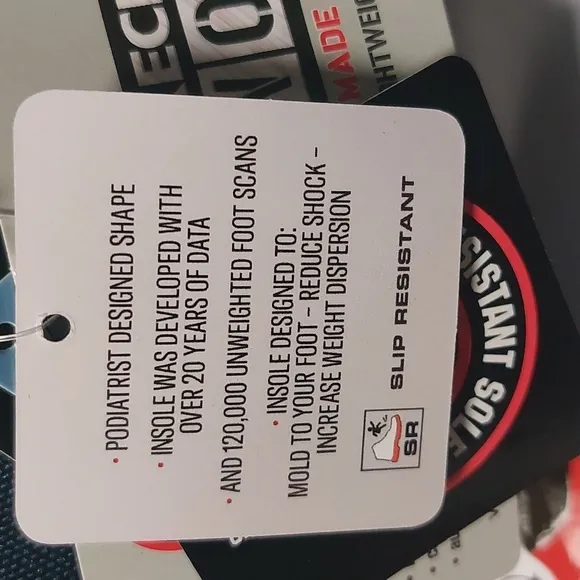 • PODIATRIST DESIGNED SHAPE
• INSOLE WAS DEVELOPED WITH
OVER 20 YEARS OF DATA
• AND 120,000 UNWEIGHTED FOOT SCANS
• INSOLE DESIGNED TO:
MOLD TO YOUR FOOT - REDUCE SHOCK -
INCREASE WEIGHT DISPERSION
SR
SLIP RESISTANT
MADE
SOLE